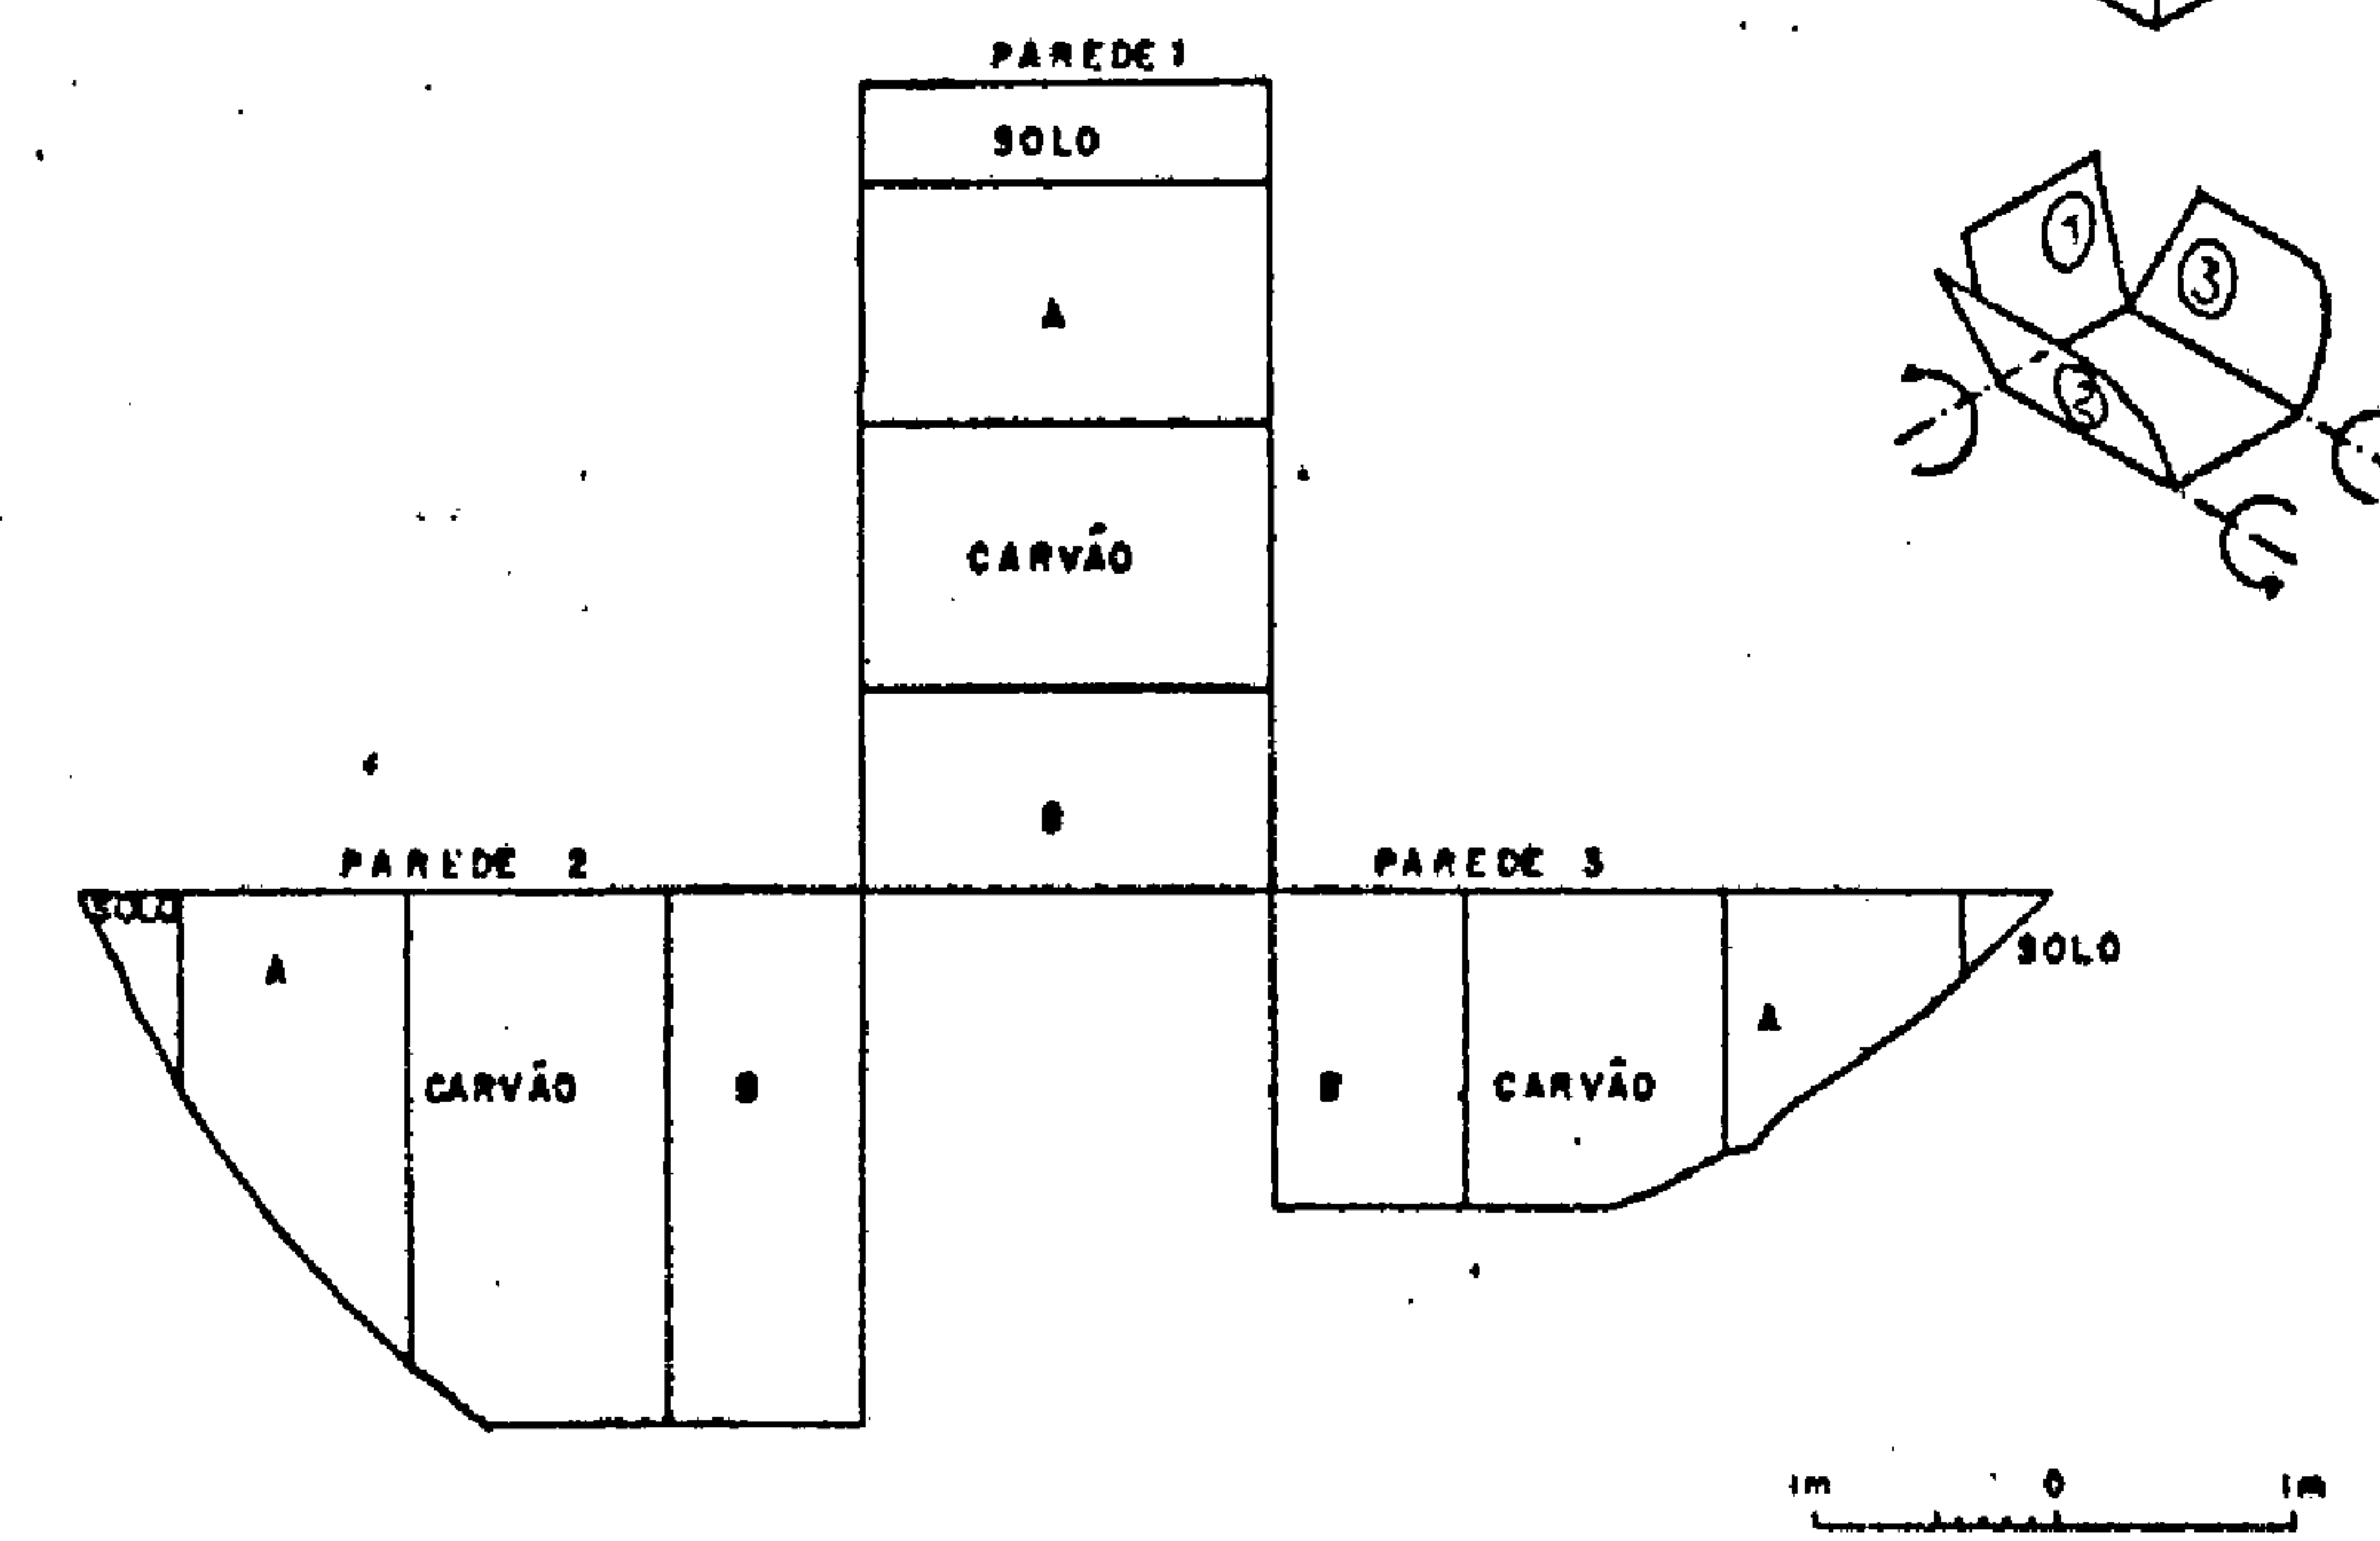 PAREDE 1
SOLO
A
1
3
2
CARVÃO
B
PAREDE 2
PAREDE 3
SOLO
A
SOLO
A
CARVÃO
B
B
CARVÃO
1m 0 1m